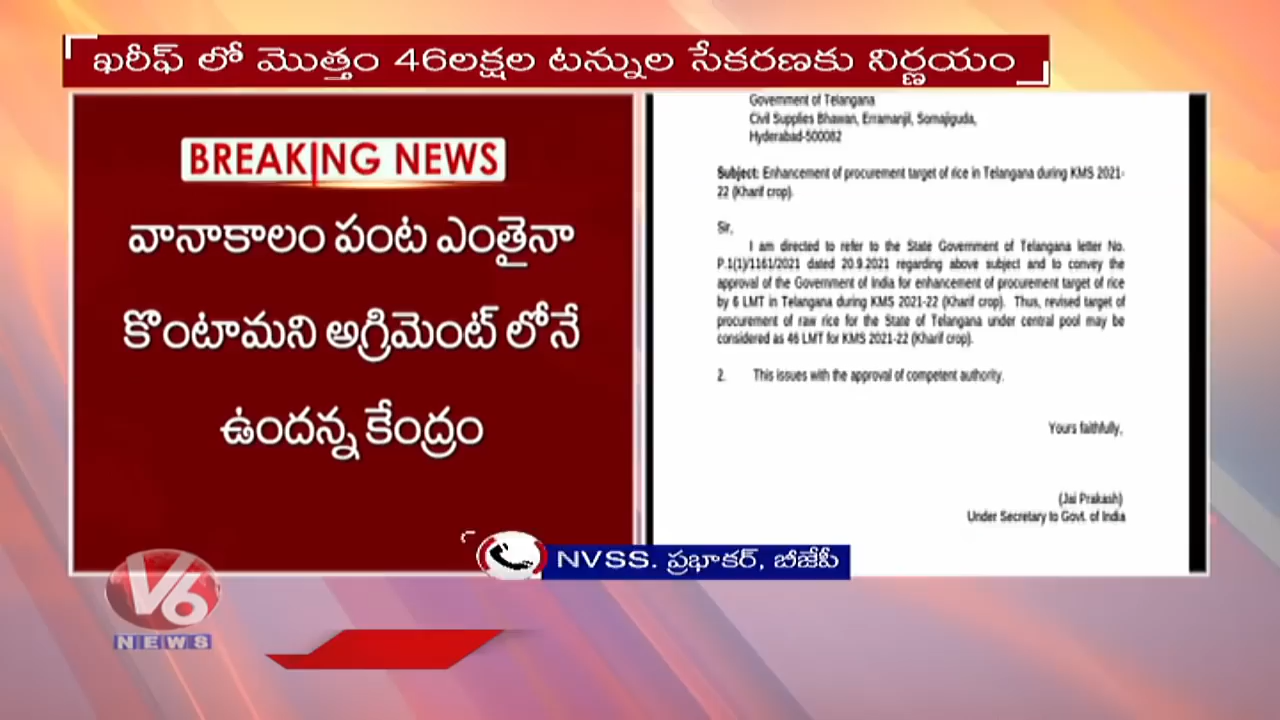 ఖరీఫ్ లో మొత్తం 46లక్షల టన్నుల సేకరణకు నిర్ణయం
BREAKING NEWS
వానాకాలం పంట ఎంతైనా
కొంటామని అగ్రిమెంట్ లోనే
ఉందన్న కేంద్రం
Government of Telangana
Civil Supplies Bhawan, Erramanjil, Somajiguda,
Hyderabad-500082
Subject: Enhancement of procurement target of rice in Telangana during KMS 2021-
22 (Kharif crop).
Sir,
I am directed to refer to the State Government of Telangana letter No.
P.1(1)/1161/2021 dated 20.9.2021 regarding above subject and to convey the
approval of the Government of India for enhancement of procurement target of rice
by 6 LMT in Telangana during KMS 2021-22 (Kharif crop). Thus, revised target of
procurement of raw rice for the State of Telangana under central pool may be
considered as 46 LMT for KMS 2021-22 (Kharif crop).
2. This issues with the approval of competent authority.
Yours faithfully,
(Jai Prakash)
Under Secretary to Govt. of India
NVSS. ప్రభాకర్, బీజేపీ
V6
NEWS